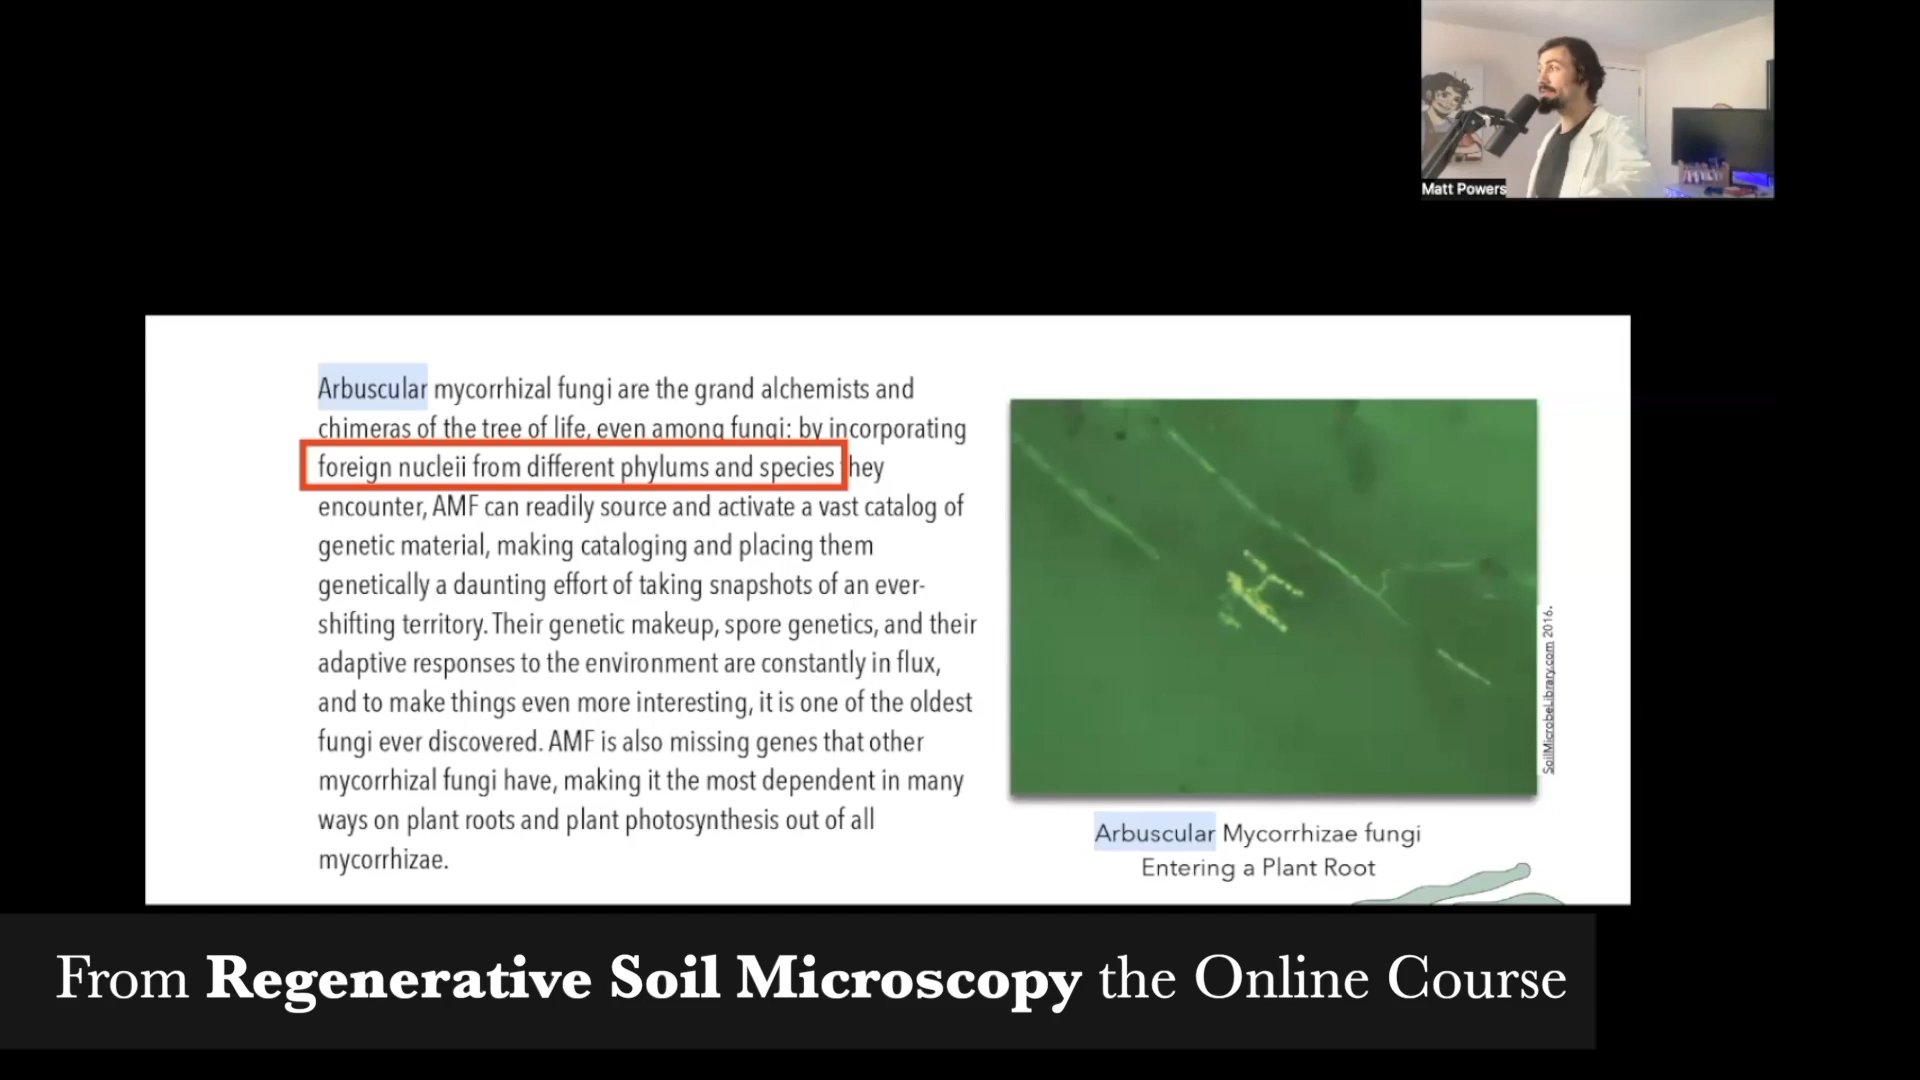 Matt Powers
Arbuscular mycorrhizal fungi are the grand alchemists and
chimeras of the tree of life, even among fungi: by incorporating
foreign nucleii from different phylums and species they
encounter, AMF can readily source and activate a vast catalog of
genetic material, making cataloging and placing them
genetically a daunting effort of taking snapshots of an ever-
shifting territory. Their genetic makeup, spore genetics, and their
adaptive responses to the environment are constantly in flux,
and to make things even more interesting, it is one of the oldest
fungi ever discovered. AMF is also missing genes that other
mycorrhizal fungi have, making it the most dependent in many
ways on plant roots and plant photosynthesis out of all
mycorrhizae.
SoilMicrobeLibrary.com 2016.
Arbuscular Mycorrhizae fungi
Entering a Plant Root
From Regenerative Soil Microscopy the Online Course